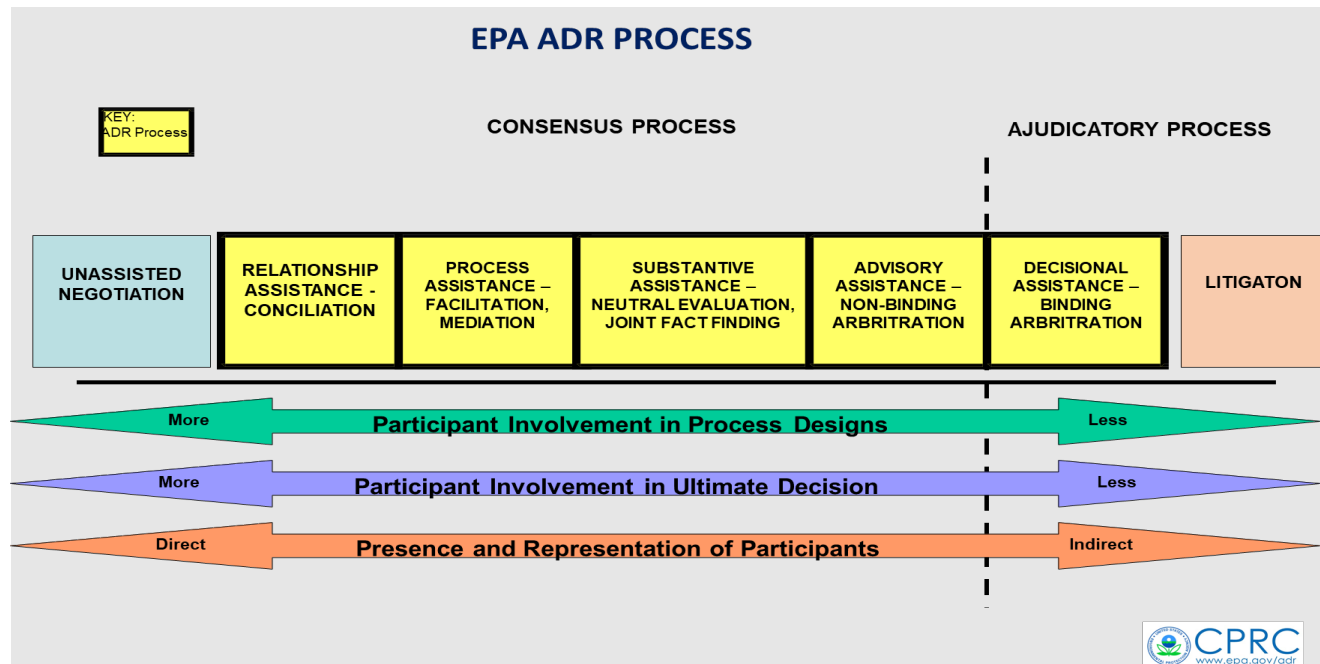 EPA ADR PROCESS
KEY:
ADR Process
CONSENSUS PROCESS
AJUDICATORY PROCESS
UNASSISTED
NEGOTIATION
RELATIONSHIP
ASSISTANCE -
CONCILIATION
PROCESS
ASSISTANCE –
FACILITATION,
MEDIATION
SUBSTANTIVE
ASSISTANCE –
NEUTRAL EVALUATION,
JOINT FACT FINDING
ADVISORY
ASSISTANCE –
NON-BINDING
ARBRITRATION
DECISIONAL
ASSISTANCE –
BINDING
ARBRITRATION
LITIGATON
More Participant Involvement in Process Designs Less
More Participant Involvement in Ultimate Decision Less
Direct Presence and Representation of Participants Indirect
CPRC
www.epa.gov/adr